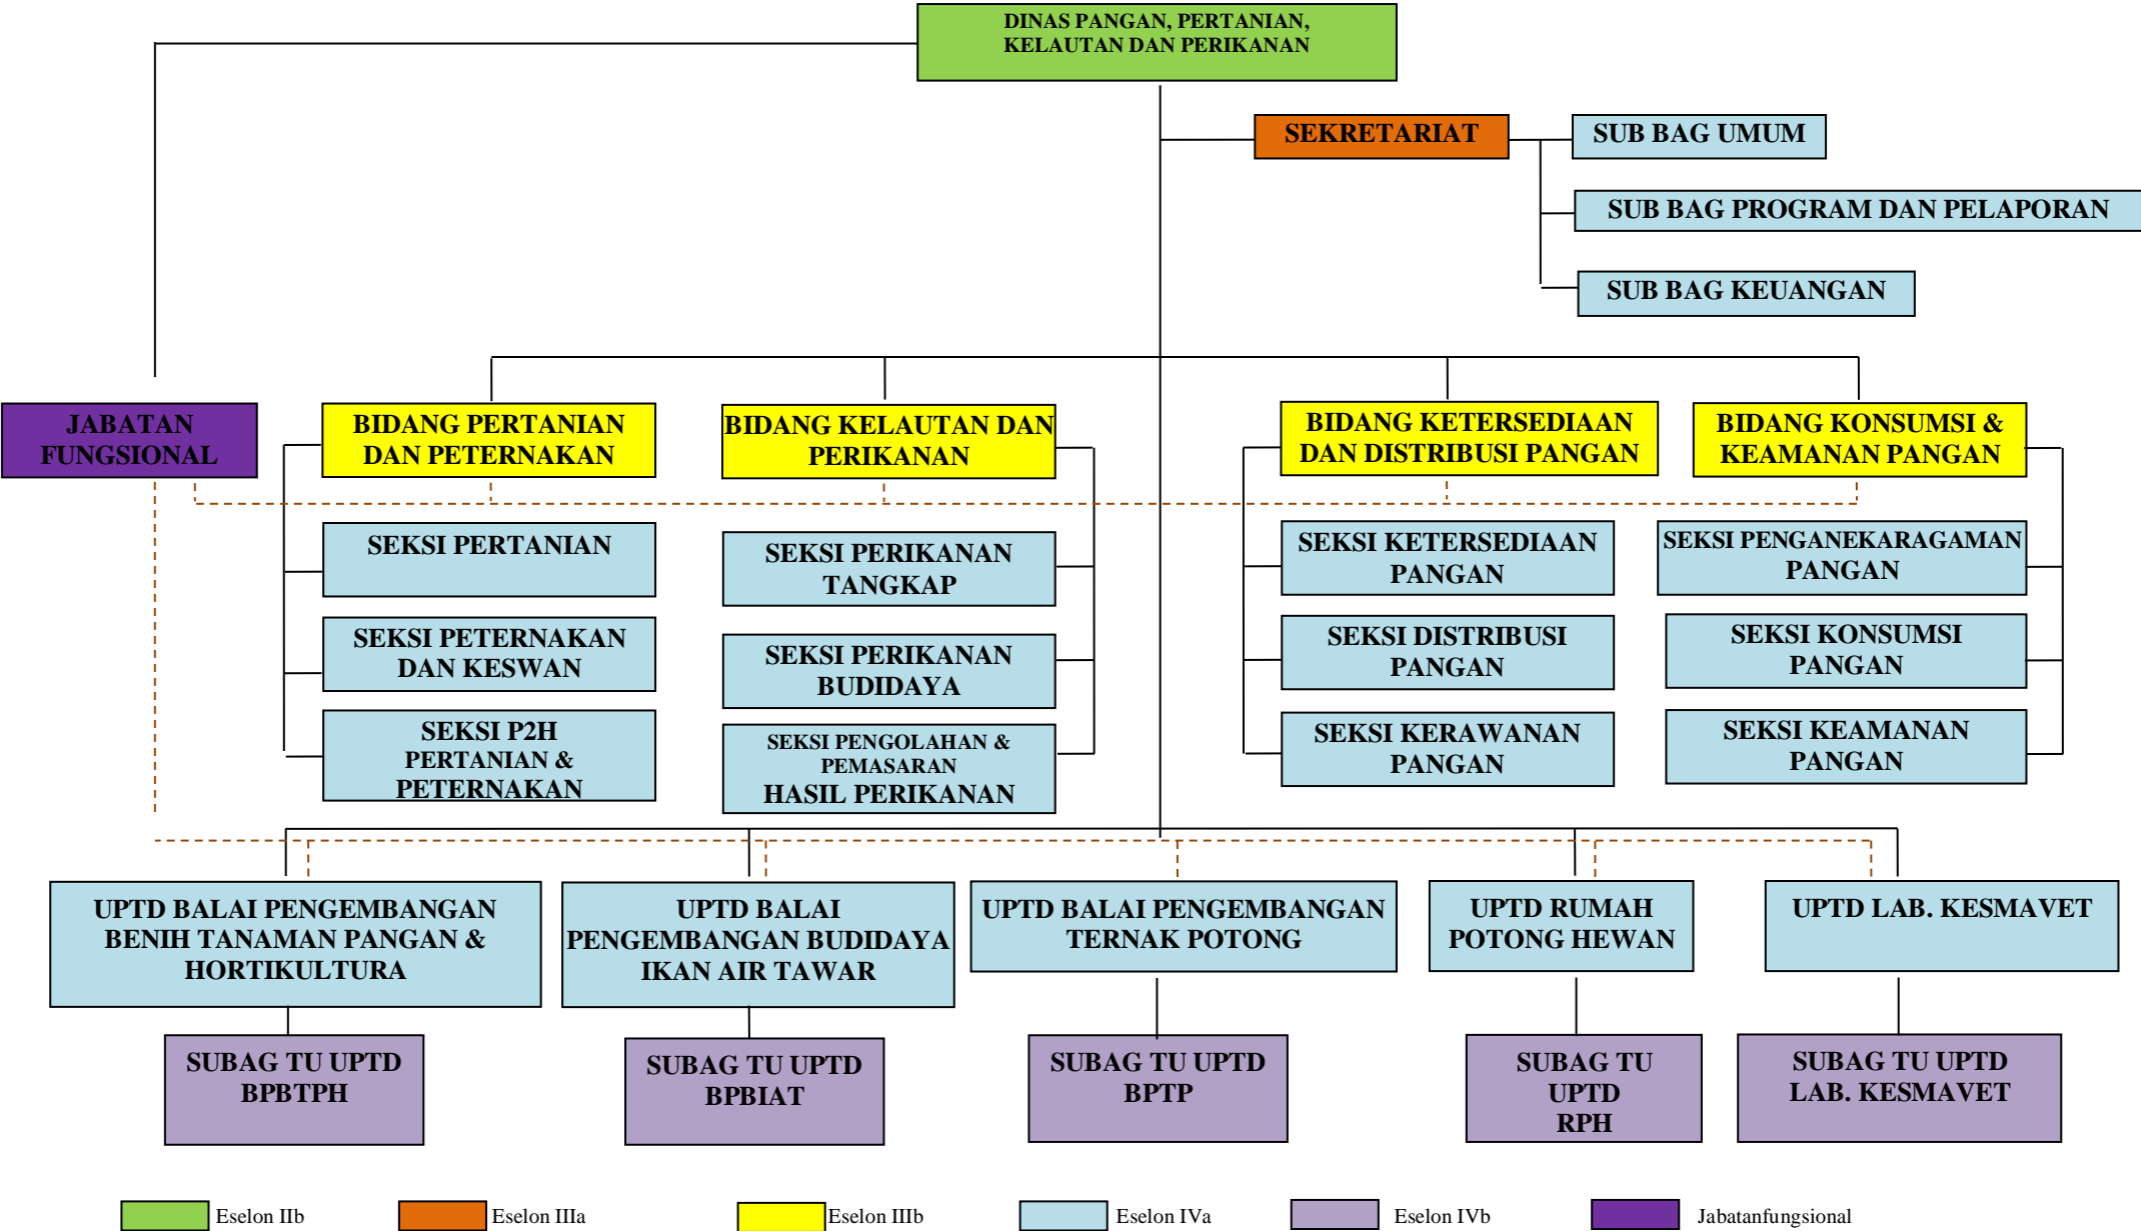 DINAS PANGAN, PERTANIAN,
KELAUTAN DAN PERIKANAN
SEKRETARIAT
SUB BAG UMUM
SUB BAG PROGRAM DAN PELAPORAN
SUB BAG KEUANGAN
JABATAN
FUNGSIONAL
BIDANG PERTANIAN
DAN PETERNAKAN
BIDANG KELAUTAN DAN
PERIKANAN
BIDANG KETERSEDIAAN
DAN DISTRIBUSI PANGAN
BIDANG KONSUMSI &
KEAMANAN PANGAN
SEKSI PERTANIAN
SEKSI PETERNAKAN
DAN KESWAN
SEKSI P2H
PERTANIAN &
PETERNAKAN
SEKSI PERIKANAN
TANGKAP
SEKSI PERIKANAN
BUDIDAYA
SEKSI PENGOLAHAN &
PEMASARAN
HASIL PERIKANAN
SEKSI KETERSEDIAAN
PANGAN
SEKSI DISTRIBUSI
PANGAN
SEKSI KERAWANAN
PANGAN
SEKSI PENGANEKARAGAMAN
PANGAN
SEKSI KONSUMSI
PANGAN
SEKSI KEAMANAN
PANGAN
UPTD BALAI PENGEMBANGAN
BENIH TANAMAN PANGAN &
HORTIKULTURA
UPTD BALAI
PENGEMBANGAN BUDIDAYA
IKAN AIR TAWAR
UPTD BALAI PENGEMBANGAN
TERNAK POTONG
UPTD RUMAH
POTONG HEWAN
UPTD LAB. KESMAVET
SUBAG TU UPTD
BPBTPH
SUBAG TU UPTD
BPBIAT
SUBAG TU UPTD
BPTP
SUBAG TU
UPTD
RPH
SUBAG TU UPTD
LAB. KESMAVET
Eselon IIb
Eselon IIIa
Eselon IIIb
Eselon IVa
Eselon IVb
Jabatanfungsional